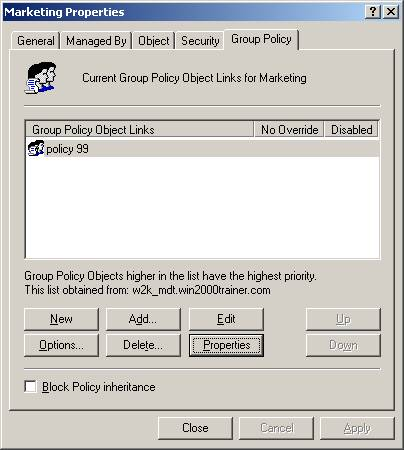 Marketing Properties
General Managed By Object Security Group Policy
Current Group Policy Object Links for Marketing
Group Policy Object Links No Override Disabled
policy 99
Group Policy Objects higher in the list have the highest priority.
This list obtained from: w2k_mdt.win2000trainer.com
New Add... Edit Up
Options... Delete... Properties Down
Block Policy inheritance
Close Cancel Apply